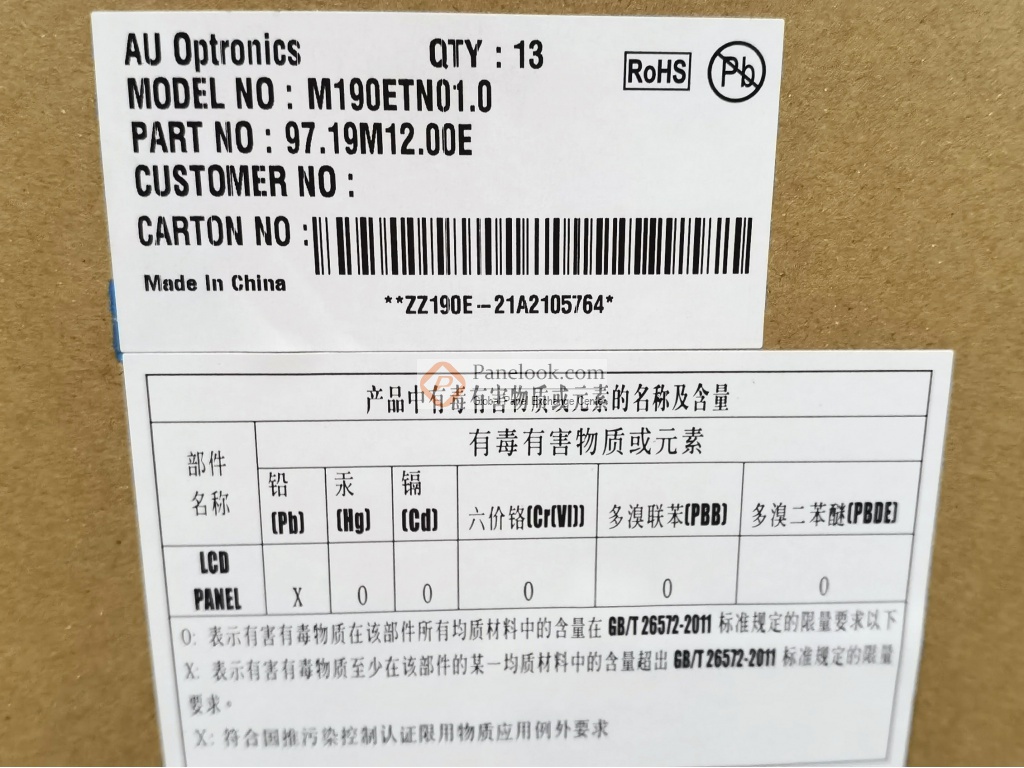 AU Optronics QTY : 13
RoHS Pb
MODEL NO : M190ETN01.0
PART NO : 97.19M12.00E
CUSTOMER NO :
CARTON NO :
Made In China
**ZZ190E--21A2105764*
Panelook.com
Global Panel Exchange Center
产品中有毒有害物质或元素的名称及含量
部件名称 有毒有害物质或元素
铅(Pb) 汞(Hg) 镉(Cd) 六价铬(Cr(VI)) 多溴联苯(PBB) 多溴二苯醚(PBDE)
LCD PANEL X O O O O O
O: 表示有害有毒物质在该部件所有均质材料中的含量在 GB/T 26572-2011 标准规定的限量要求以下
X: 表示有害有毒物质至少在该部件的某一均质材料中的含量超出 GB/T 26572-2011 标准规定的限量
要求。
X: 符合国推污染控制认证限用物质应用例外要求